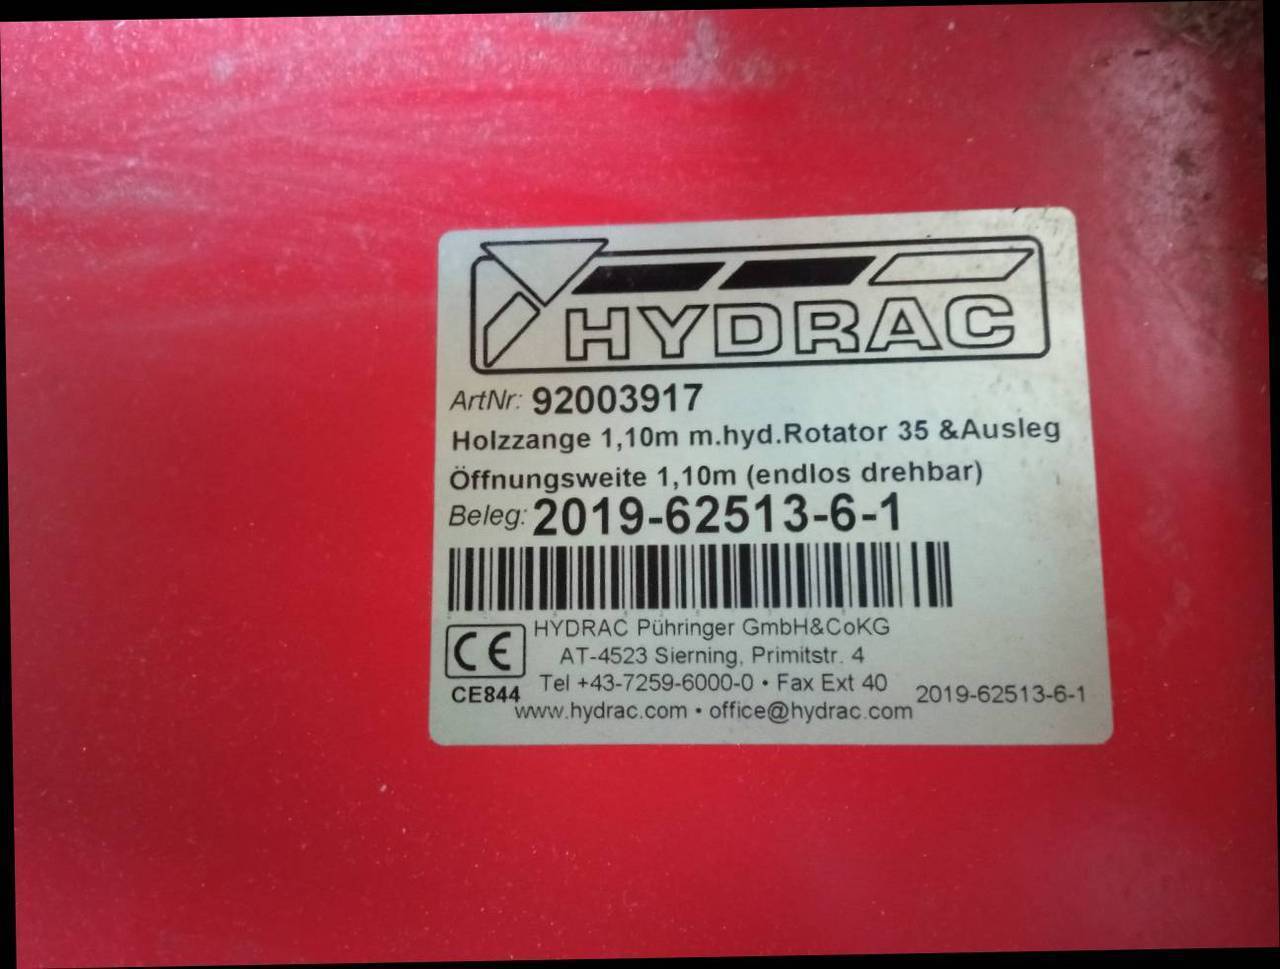 HYDRAC
ArtNr: 92003917
Holzzange 1,10m m.hyd.Rotator 35 &Ausleg
Öffnungsweite 1,10m (endlos drehbar)
Beleg: 2019-62513-6-1
HYDRAC Pühringer GmbH&CoKG
CE AT-4523 Sierning, Primitstr. 4
CE844 Tel +43-7259-6000-0 • Fax Ext 40 2019-62513-6-1
www.hydrac.com • office@hydrac.com